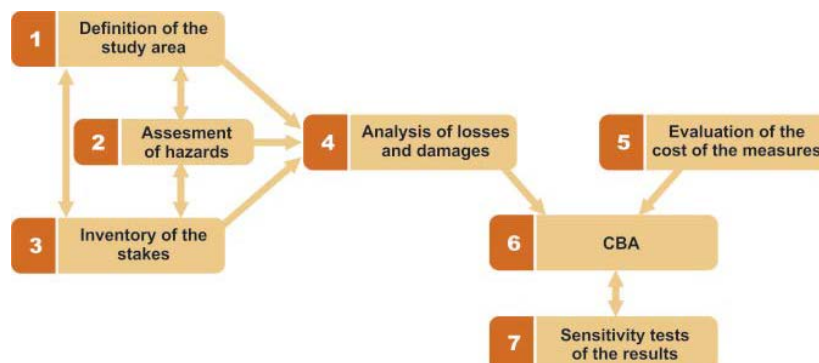 1
Definition of the
study area
2
Assesment
of hazards
3
Inventory of the
stakes
4
Analysis of losses
and damages
5
Evaluation of the
cost of the measures
6
CBA
7
Sensitivity tests
of the results